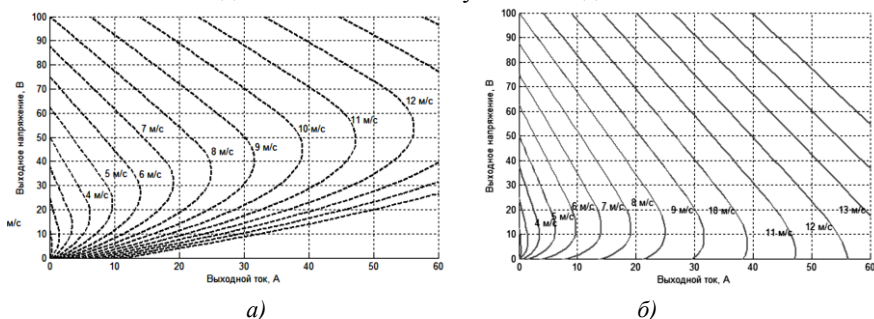 100
90
80
70
60
50
40
30
20
10
0
Выходное напряжение, В
м/с
4 м/с
5 м/с
6 м/с
7 м/с
8 м/с
9 м/с
10 м/с
11 м/с
12 м/с
0
10
20
30
40
50
60
Выходной ток, А
а)
100
90
80
70
60
50
40
30
20
10
0
Выходное напряжение, В
4 м/с
5 м/с
6 м/с
7 м/с
8 м/с
9 м/с
10 м/с
11 м/с
12 м/с
13 м/с
0
10
20
30
40
50
60
Выходной ток, А
б)